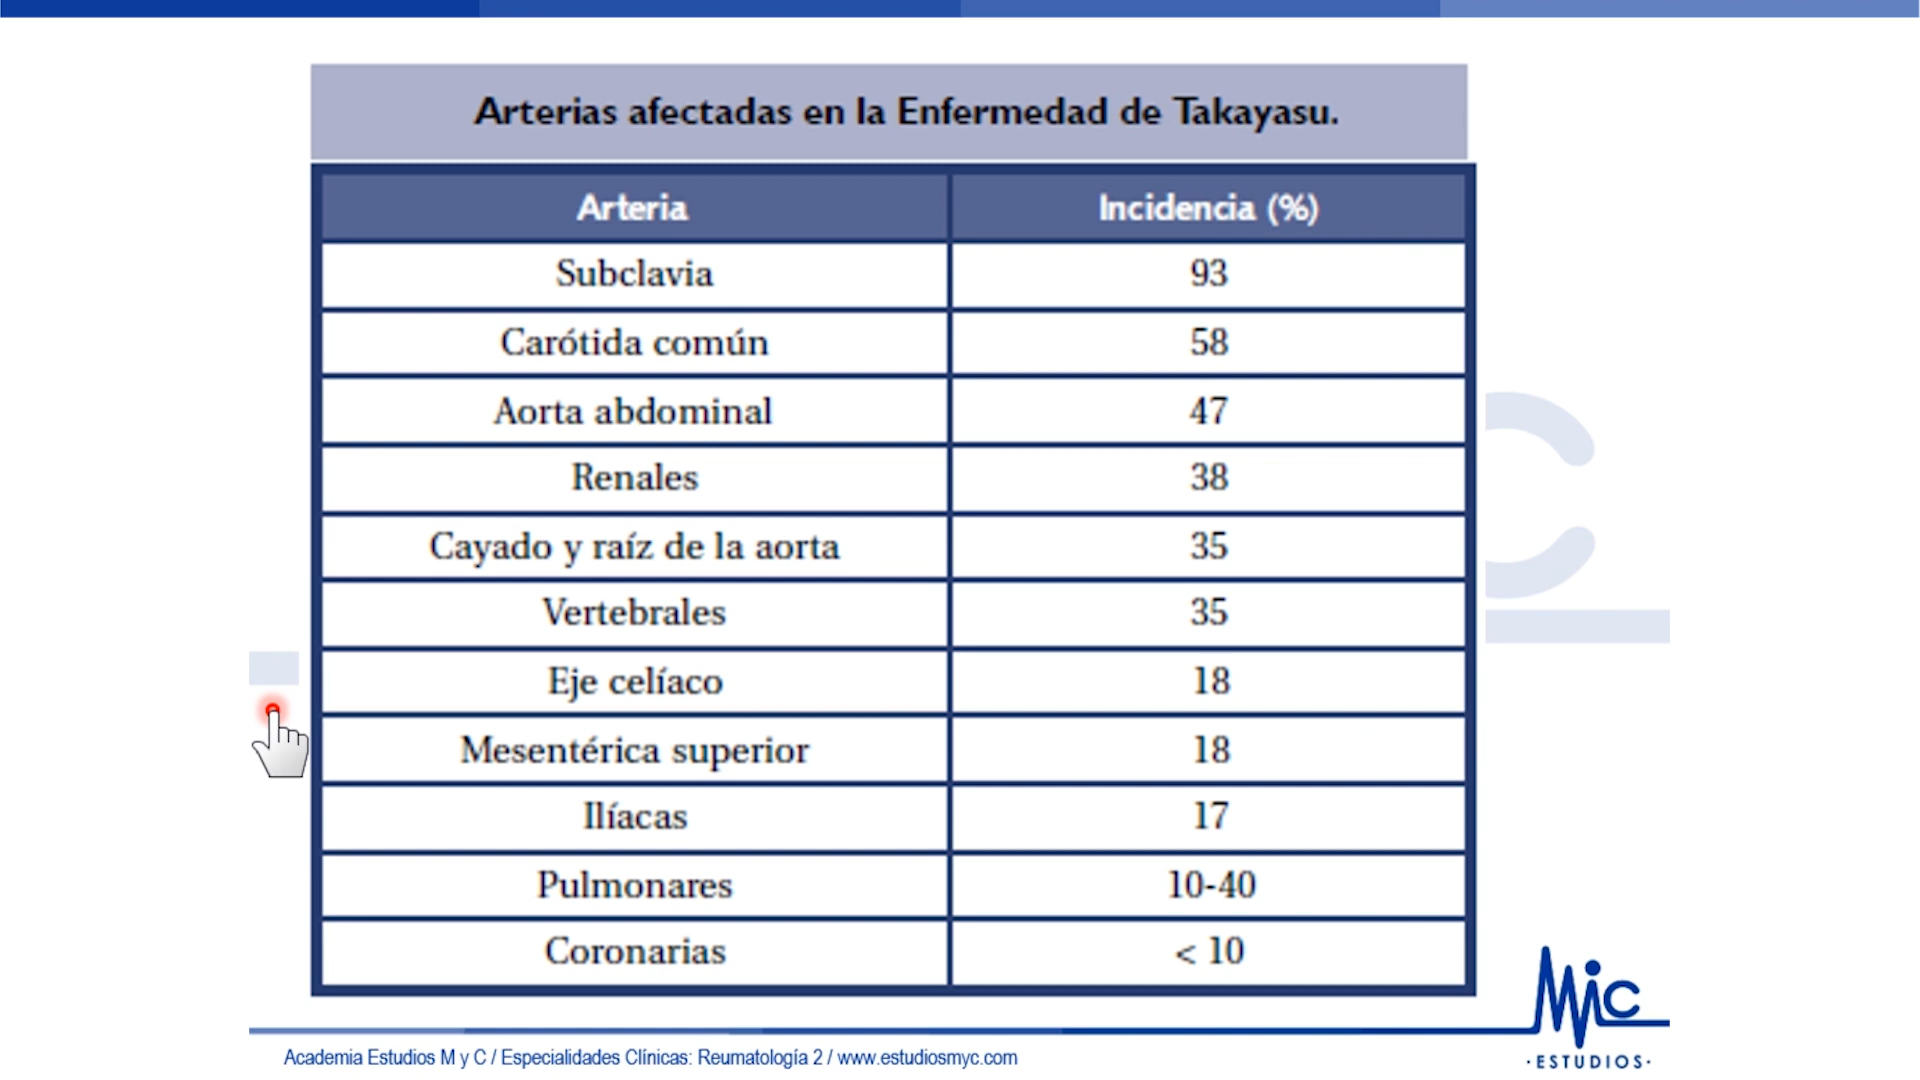 Arterias afectadas en la Enfermedad de Takayasu.
Arteria Incidencia (%)
Subclavia 93
Carótida común 58
Aorta abdominal 47
Renales 38
Cayado y raíz de la aorta 35
Vertebrales 35
Eje celíaco 18
Mesentérica superior 18
Ilíacas 17
Pulmonares 10-40
Coronarias < 10
Academia Estudios M y C / Especialidades Clínicas: Reumatología 2 / www.estudiosmyc.com
MyC
·ESTUDIOS·